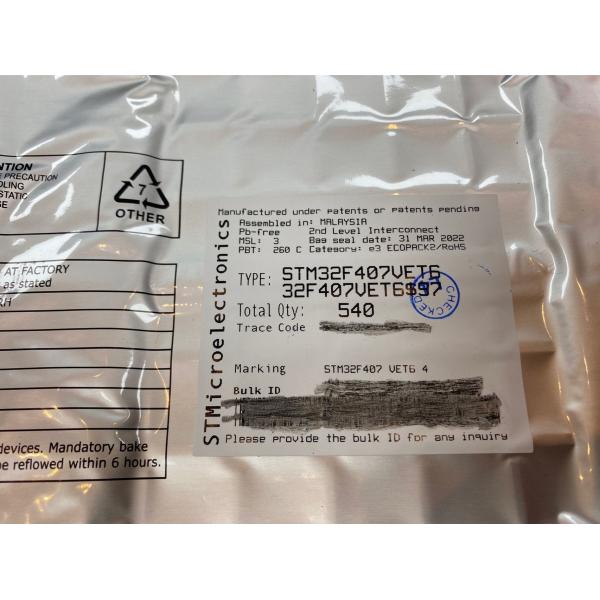 NTION
E PRECAUTION
DLING
STATIC
SE
7
OTHER
AT FACTORY
as stated
RH
devices. Mandatory bake
be reflowed within 6 hours.
STMicroelectronics
Manufactured under patents or patents pending
Assembled in: MALAYSIA
Pb-free 2nd Level Interconnect
MSL: 3 Bag seal date: 31 MAR 2022
PBT: 260 C Category: e3 ECOPACK2/RoHS
TYPE: STM32F407VET6
32F407VET6$S7
CHECKED
Total Qty: 540
Trace Code
Marking STM32F407 VET6 4
Bulk ID
Please provide the bulk ID for any inquiry